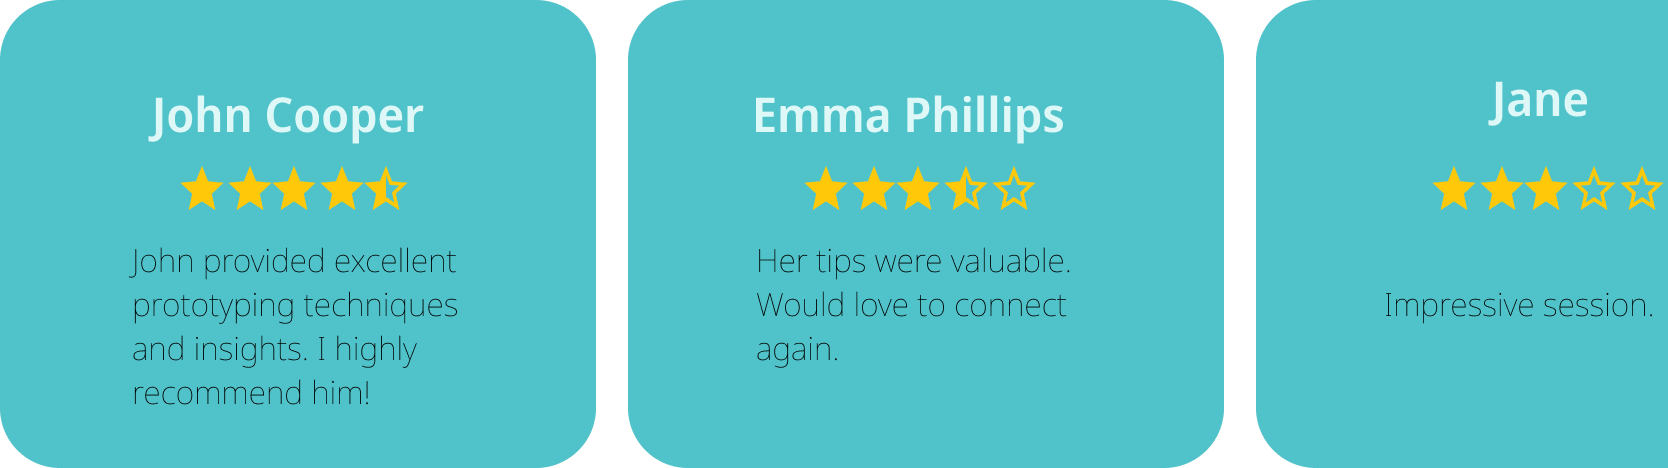 John Cooper
John provided excellent
prototyping techniques
and insights. I highly
recommend him!
Emma Phillips
Her tips were valuable.
Would love to connect
again.
Jane
Impressive session.